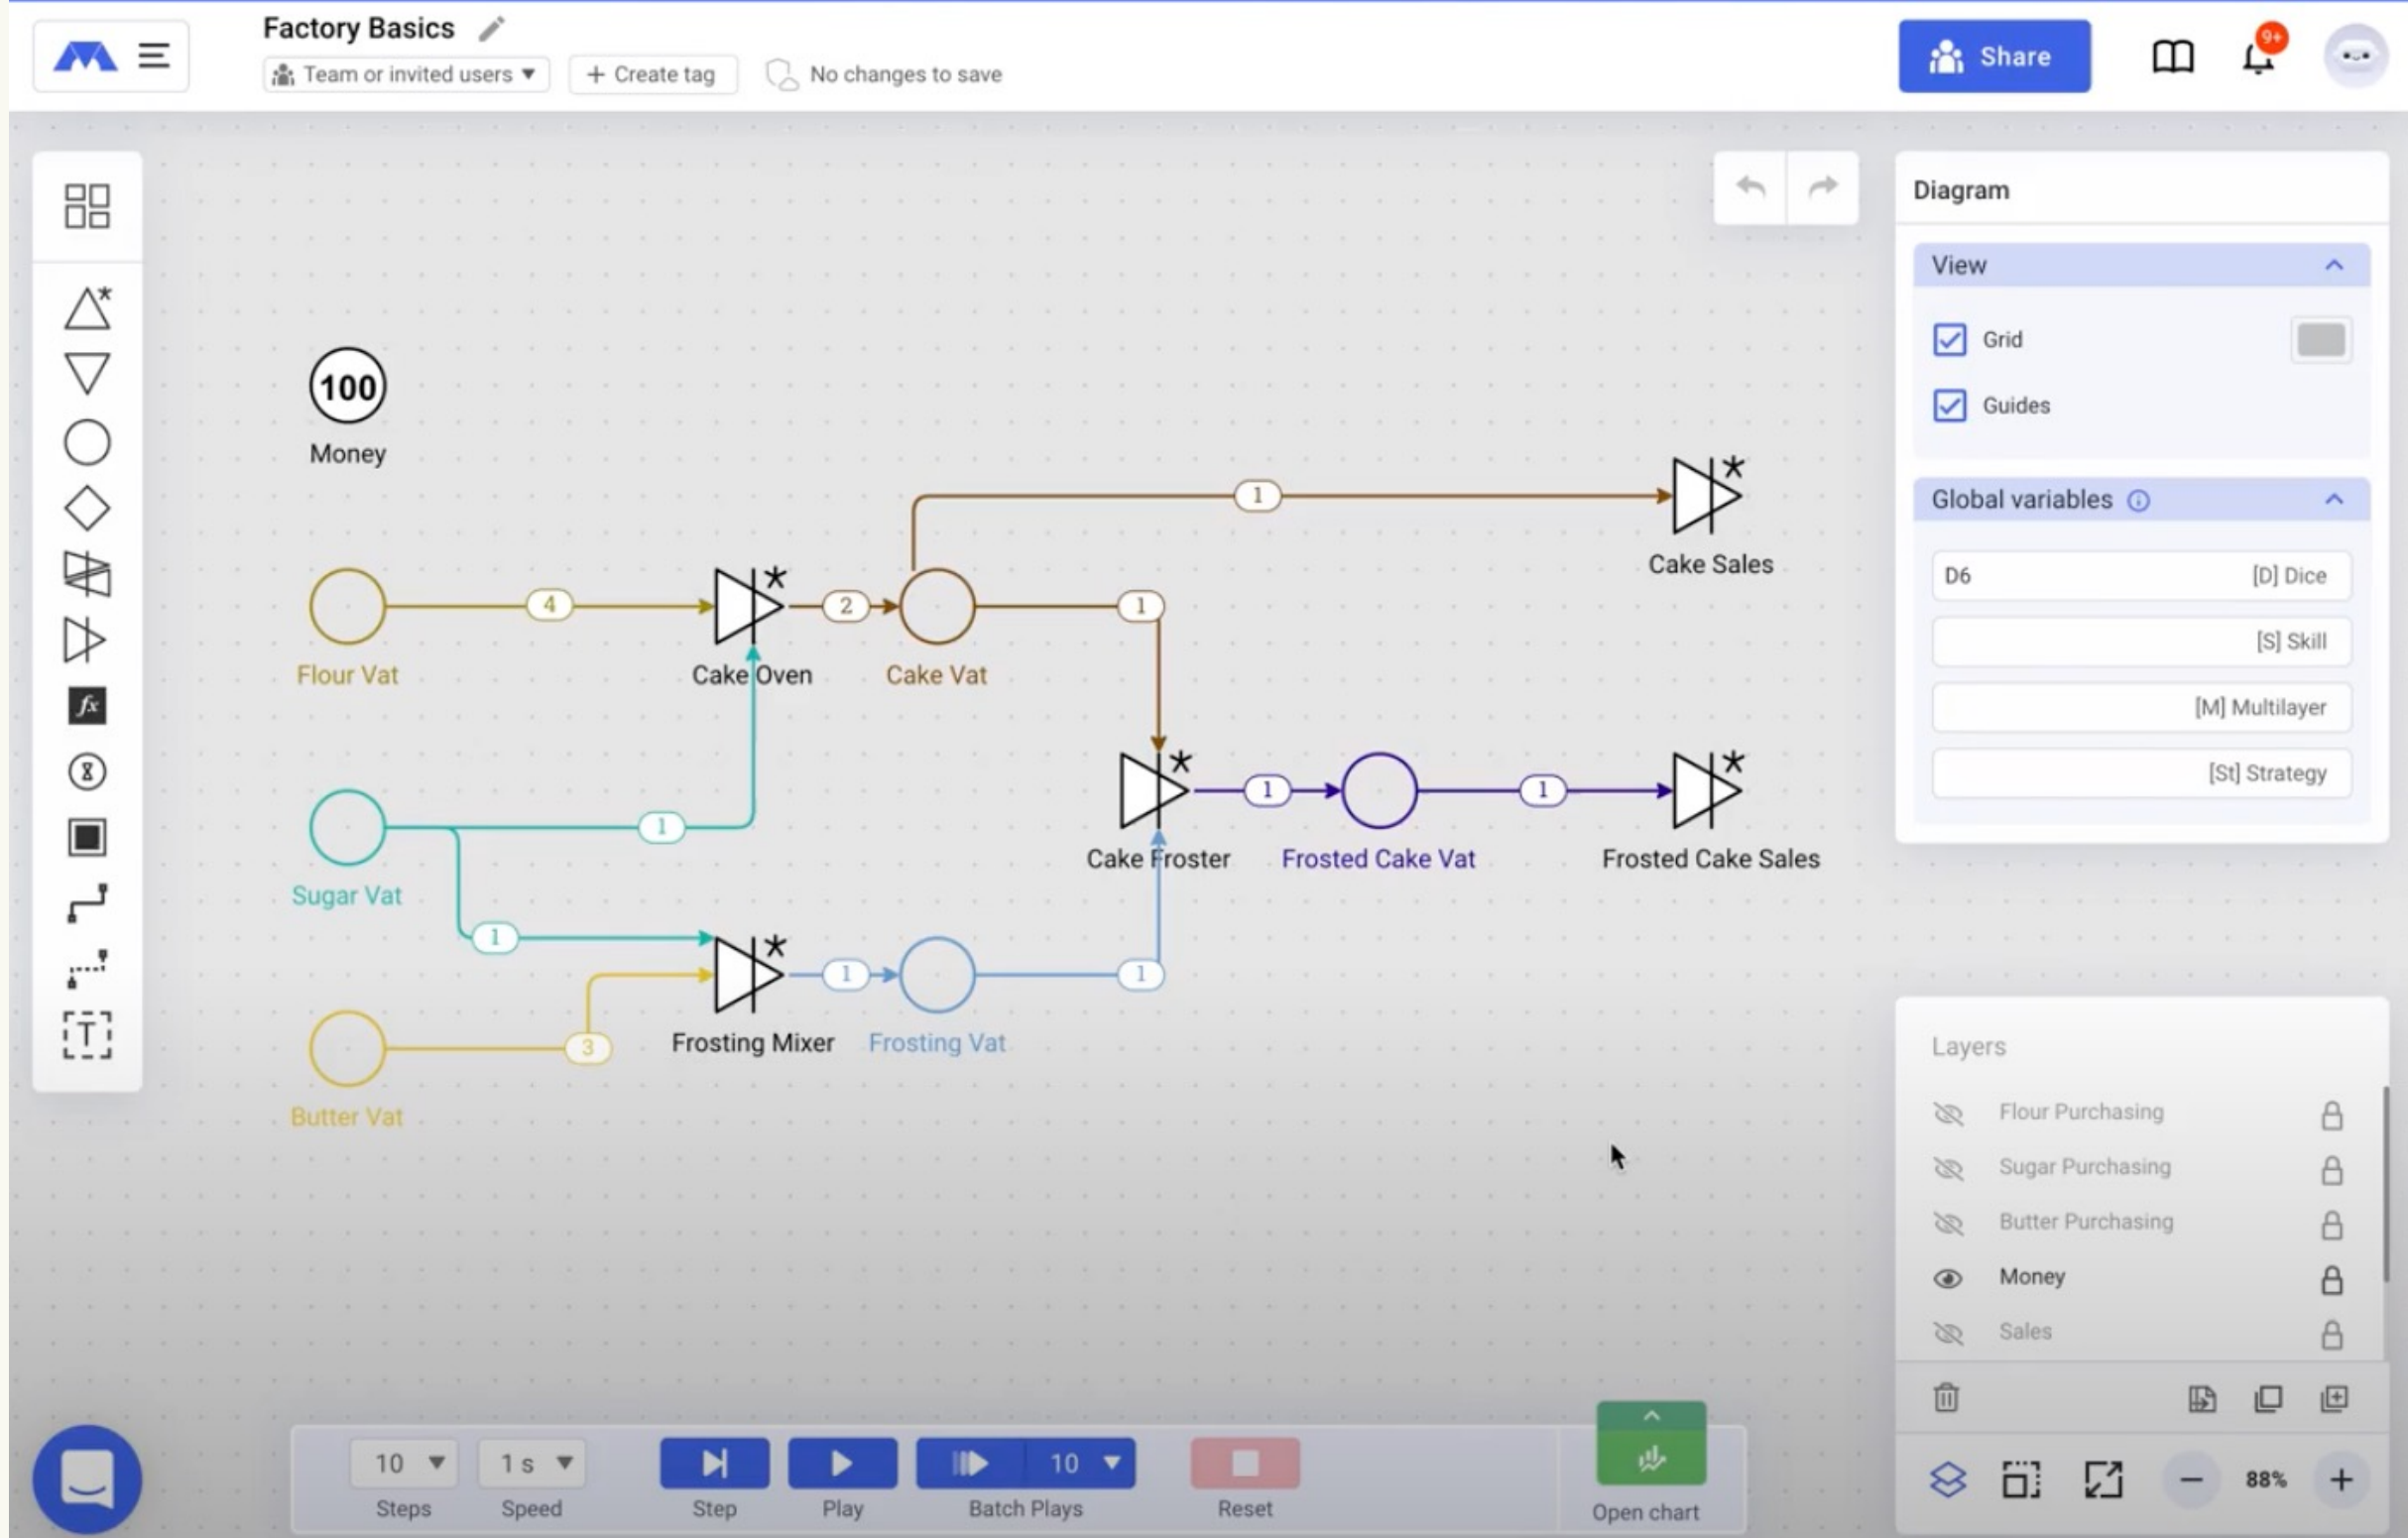 Factory Basics
Team or invited users
+ Create tag
No changes to save
Share
9+
Diagram
View
Grid
Guides
Global variables
D6 [D] Dice
[S] Skill
[M] Multilayer
[St] Strategy
100
Money
1
Cake Sales
4
2
1
Flour Vat
Cake Oven
Cake Vat
1
1
1
Sugar Vat
Cake Froster
Frosted Cake Vat
Frosted Cake Sales
1
1
1
3
Frosting Mixer
Frosting Vat
Butter Vat
fx
T
Layers
Flour Purchasing
Sugar Purchasing
Butter Purchasing
Money
Sales
10
Steps
1 s
Speed
Step
Play
10
Batch Plays
Reset
Open chart
88%